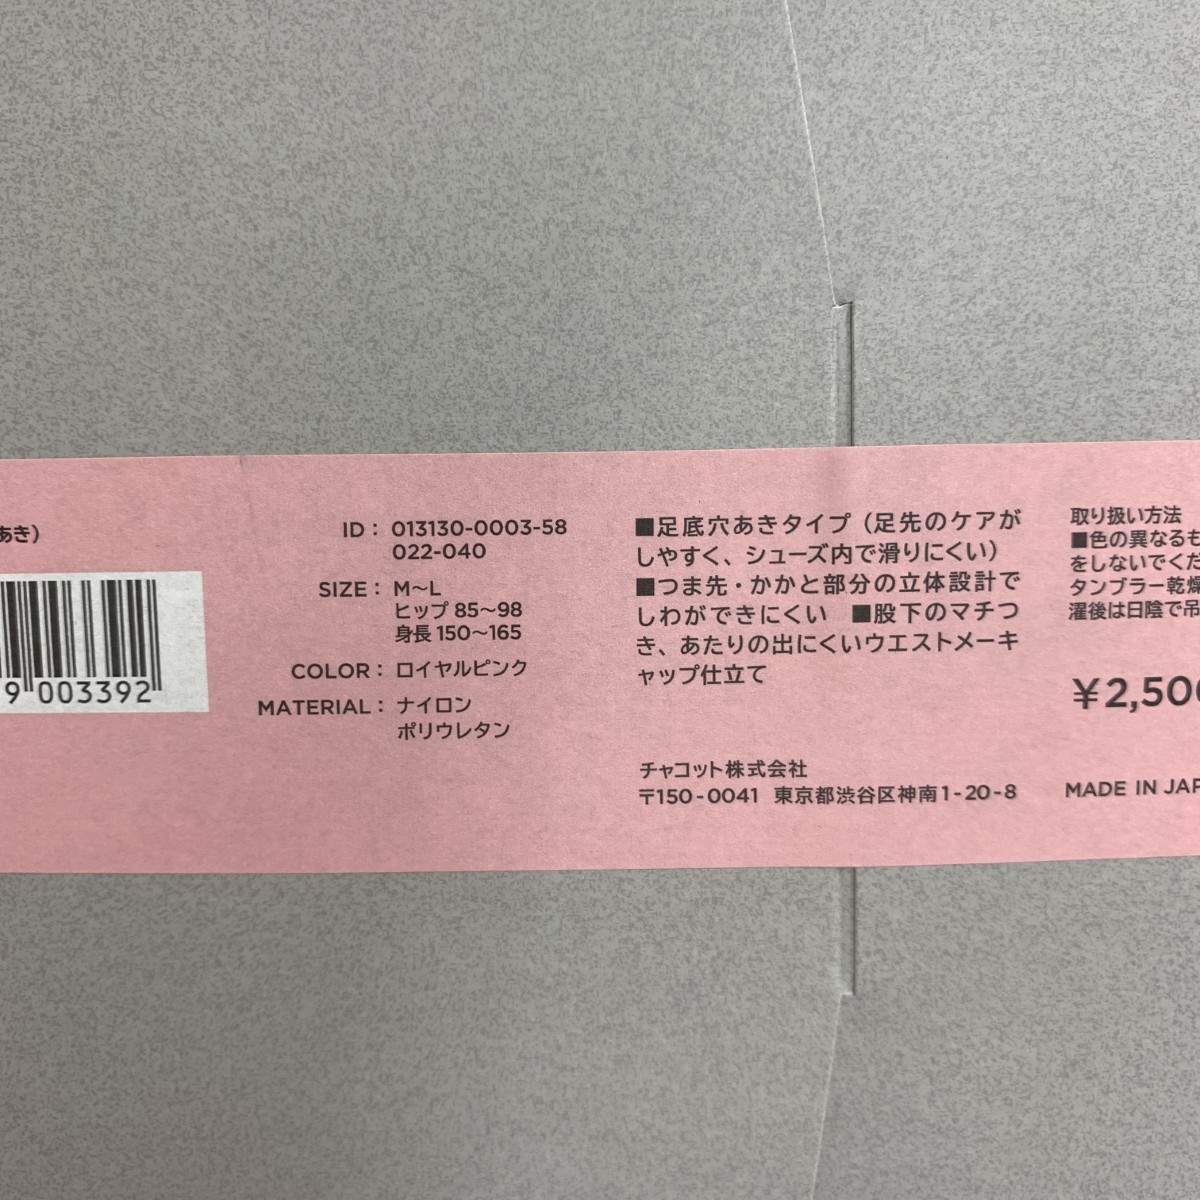 あき）
9 003392
ID： 013130-0003-58
022-040
SIZE： M〜L
ヒップ 85〜98
身長 150〜165
COLOR： ロイヤルピンク
MATERIAL： ナイロン
ポリウレタン
■足底穴あきタイプ（足先のケアが
しやすく、シューズ内で滑りにくい）
■つま先・かかと部分の立体設計で
しわができにくい ■股下のマチつ
き、あたりの出にくいウエストメーキ
ャップ仕立て
チャコット株式会社
〒150-0041 東京都渋谷区神南1-20-8
取り扱い方法
■色の異なるも
をしないでくだ
タンブラー乾燥
濯後は日陰で吊
¥2,500
MADE IN JAP